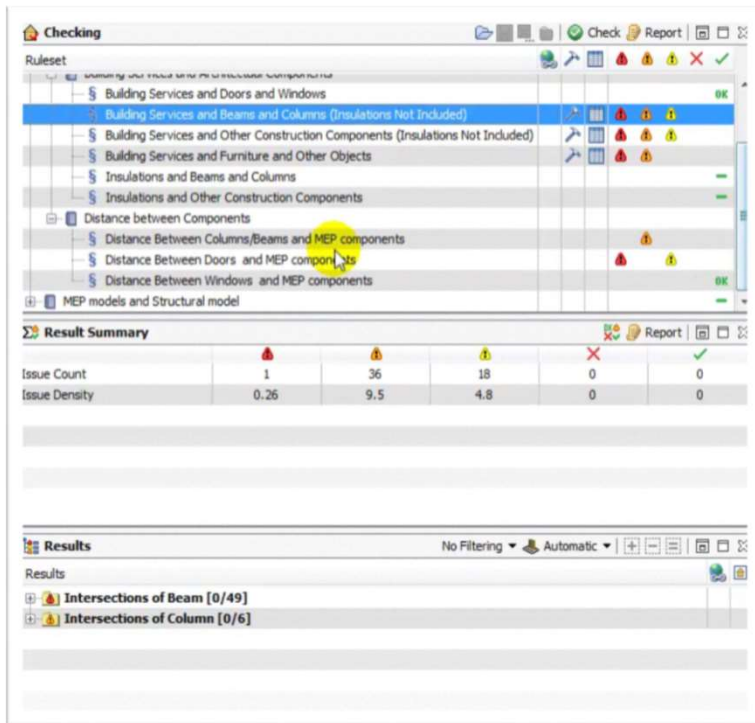 Checking Check Report
Ruleset
Building Services and Architectural Components
§ Building Services and Doors and Windows OK
§ Building Services and Beams and Columns (Insulations Not Included)
§ Building Services and Other Construction Components (Insulations Not Included)
§ Building Services and Furniture and Other Objects
§ Insulations and Beams and Columns
§ Insulations and Other Construction Components
Distance between Components
§ Distance Between Columns/Beams and MEP components
§ Distance Between Doors and MEP components
§ Distance Between Windows and MEP components OK
MEP models and Structural model
Result Summary Report
Issue Count 1 36 18 0 0
Issue Density 0.26 9.5 4.8 0 0
Results No Filtering Automatic
Results
Intersections of Beam [0/49]
Intersections of Column [0/6]